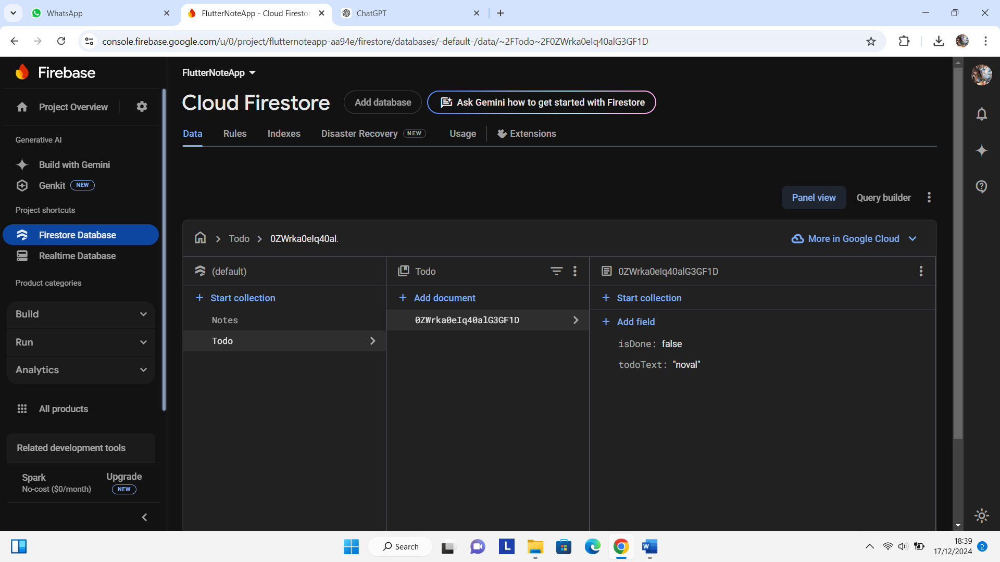 WhatsApp
FlutterNoteApp - Cloud Firestor
ChatGPT
console.firebase.google.com/u/0/project/flutternoteapp-aa94e/firestore/databases/-default-/data/~2FTodo~2F0ZWrka0eIq40alG3GF1D
Firebase
Project Overview
Generative AI
Build with Gemini
Genkit NEW
Project shortcuts
Firestore Database
Realtime Database
Product categories
Build
Run
Analytics
All products
Related development tools
Spark
No-cost ($0/month)
Upgrade
NEW
FlutterNoteApp
Cloud Firestore
Add database
Ask Gemini how to get started with Firestore
Data Rules Indexes Disaster Recovery NEW Usage Extensions
Panel view Query builder
Todo 0ZWrka0eIq40al.
More in Google Cloud
(default)
Start collection
Notes
Todo
Todo
Add document
0ZWrka0eIq40alG3GF1D
0ZWrka0eIq40alG3GF1D
Start collection
Add field
isDone: false
todoText: "noval"
Search
L
W
18:39
17/12/2024
2